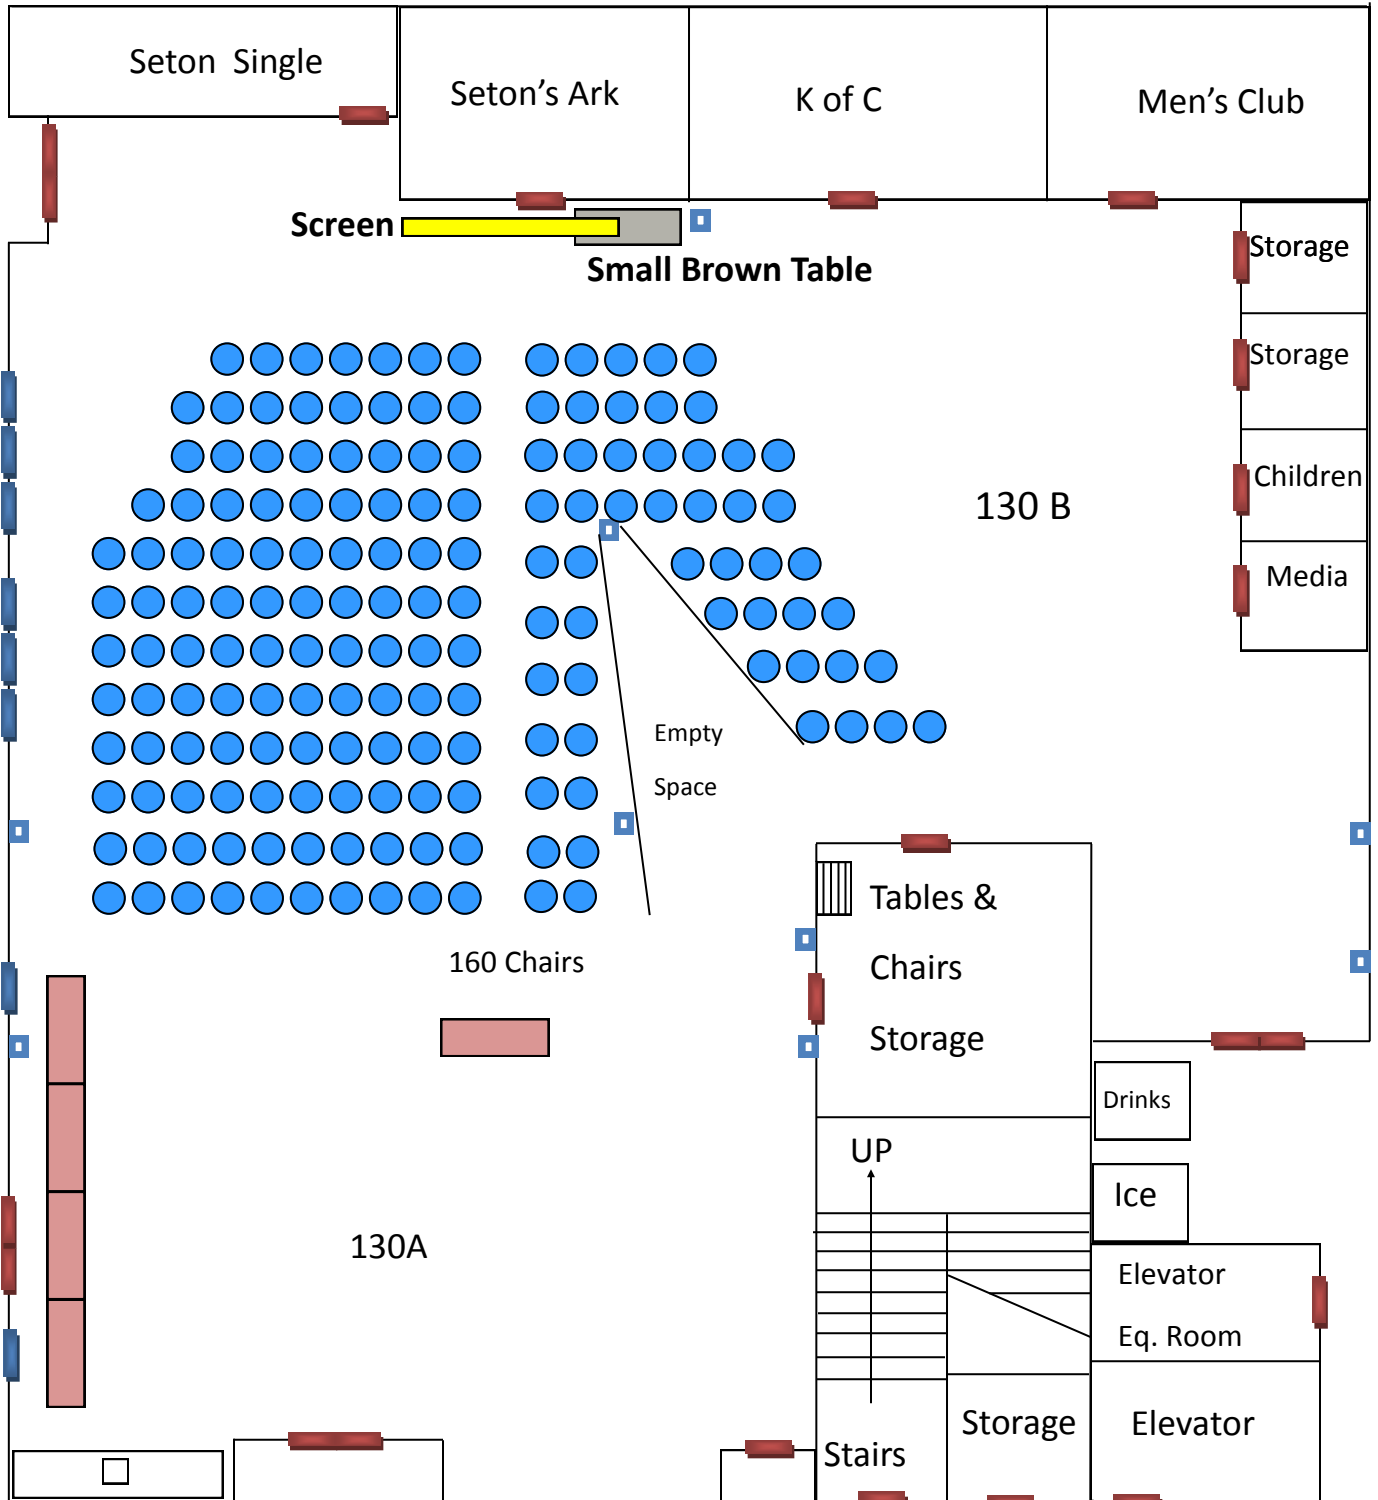 Seton  Single
Seton’s Ark
K of C
Men’s Club
Screen
Small Brown Table
Storage
Storage
Children
Media
130 B
Empty
Space
160 Chairs
Tables &
Chairs
Storage
Drinks
UP
Ice
130A
Elevator
Eq. Room
Stairs
Storage
Elevator